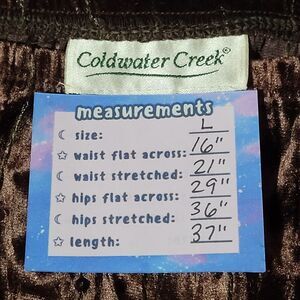 Coldwater Creek®
measurements
size: L
waist flat across: 16"
waist stretched: 21"
hips flat across: 29"
hips stretched: 36"
length: 37"